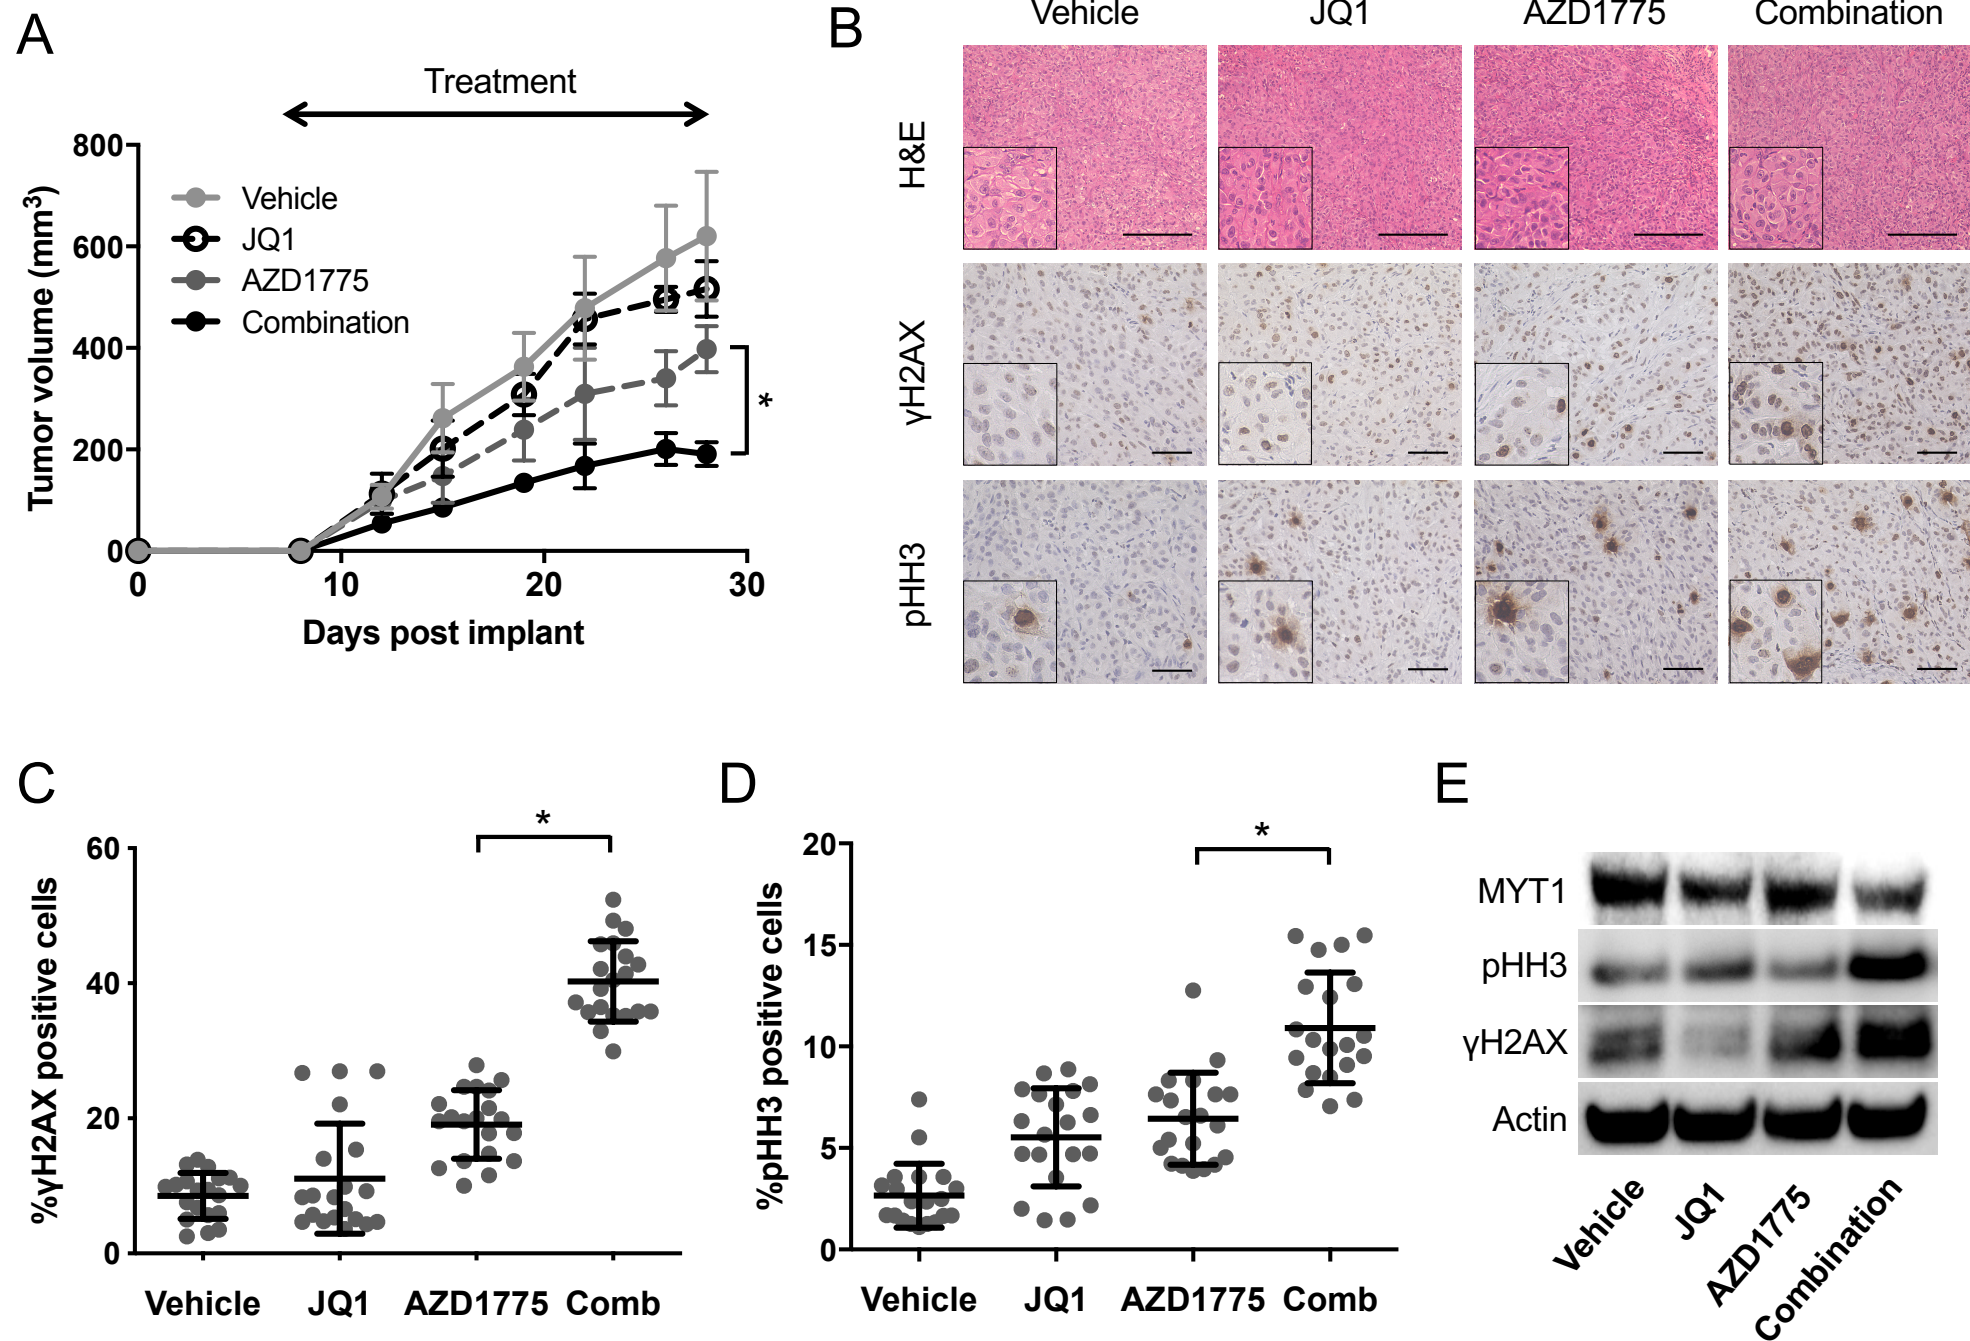 A
Treatment
800
600
400
200
0
0
10
20
30
Tumor volume (mm³)
Days post implant
Vehicle
JQ1
AZD1775
Combination
*
B
Vehicle
JQ1
AZD1775
Combination
H&E
γH2AX
pHH3
C
%γH2AX positive cells
60
40
20
0
*
Vehicle
JQ1
AZD1775
Comb
D
%pHH3 positive cells
20
15
10
5
0
*
Vehicle
JQ1
AZD1775
Comb
E
MYT1
pHH3
γH2AX
Actin
Vehicle
JQ1
AZD1775
Combination